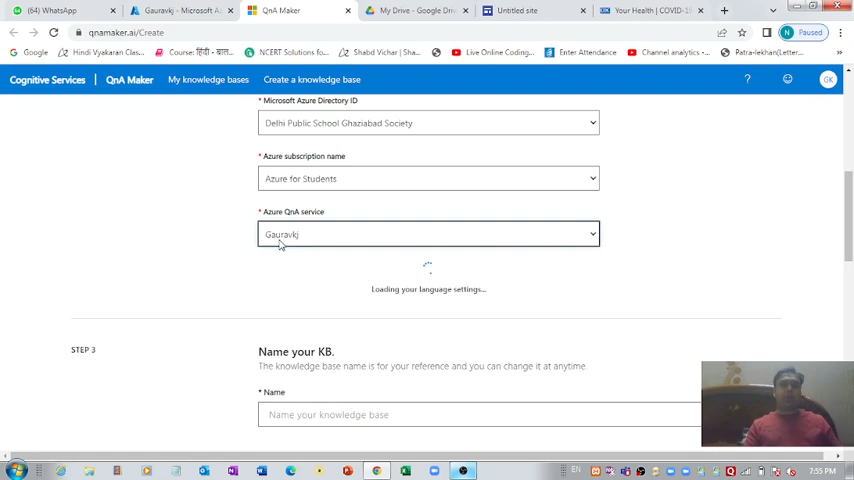 (64) WhatsApp
Gauravkj - Microsoft A
QnA Maker
My Drive - Google Driv
Untitled site
Your Health | COVID-19
qnamaker.ai/Create
N Paused
Google
Hindi Vyakaran Clas...
Course: हिंदी - बाल...
NCERT Solutions fo...
Shabd Vichar: शब्द...
Live Online Coding...
Enter Attendance
Channel analytics -...
Patra-lekhan(Letter...
Cognitive Services | QnA Maker My knowledge bases Create a knowledge base ? GK
* Microsoft Azure Directory ID
Delhi Public School Ghaziabad Society
* Azure subscription name
Azure for Students
* Azure QnA service
Gauravkj
Loading your language settings...
STEP 3
Name your KB.
The knowledge base name is for your reference and you can change it at anytime.
* Name
Name your knowledge base
EN
7:55 PM